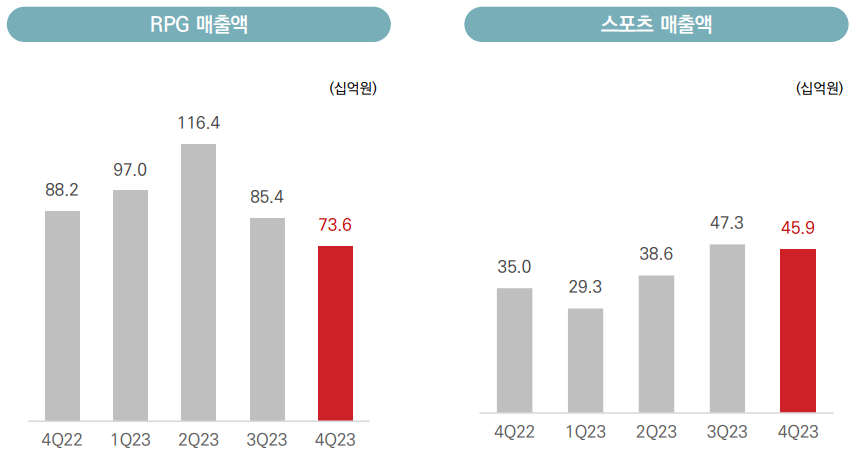 RPG 매출액
(십억원)
88.2
97.0
116.4
85.4
73.6
4Q22
1Q23
2Q23
3Q23
4Q23
스포츠 매출액
(십억원)
35.0
29.3
38.6
47.3
45.9
4Q22
1Q23
2Q23
3Q23
4Q23